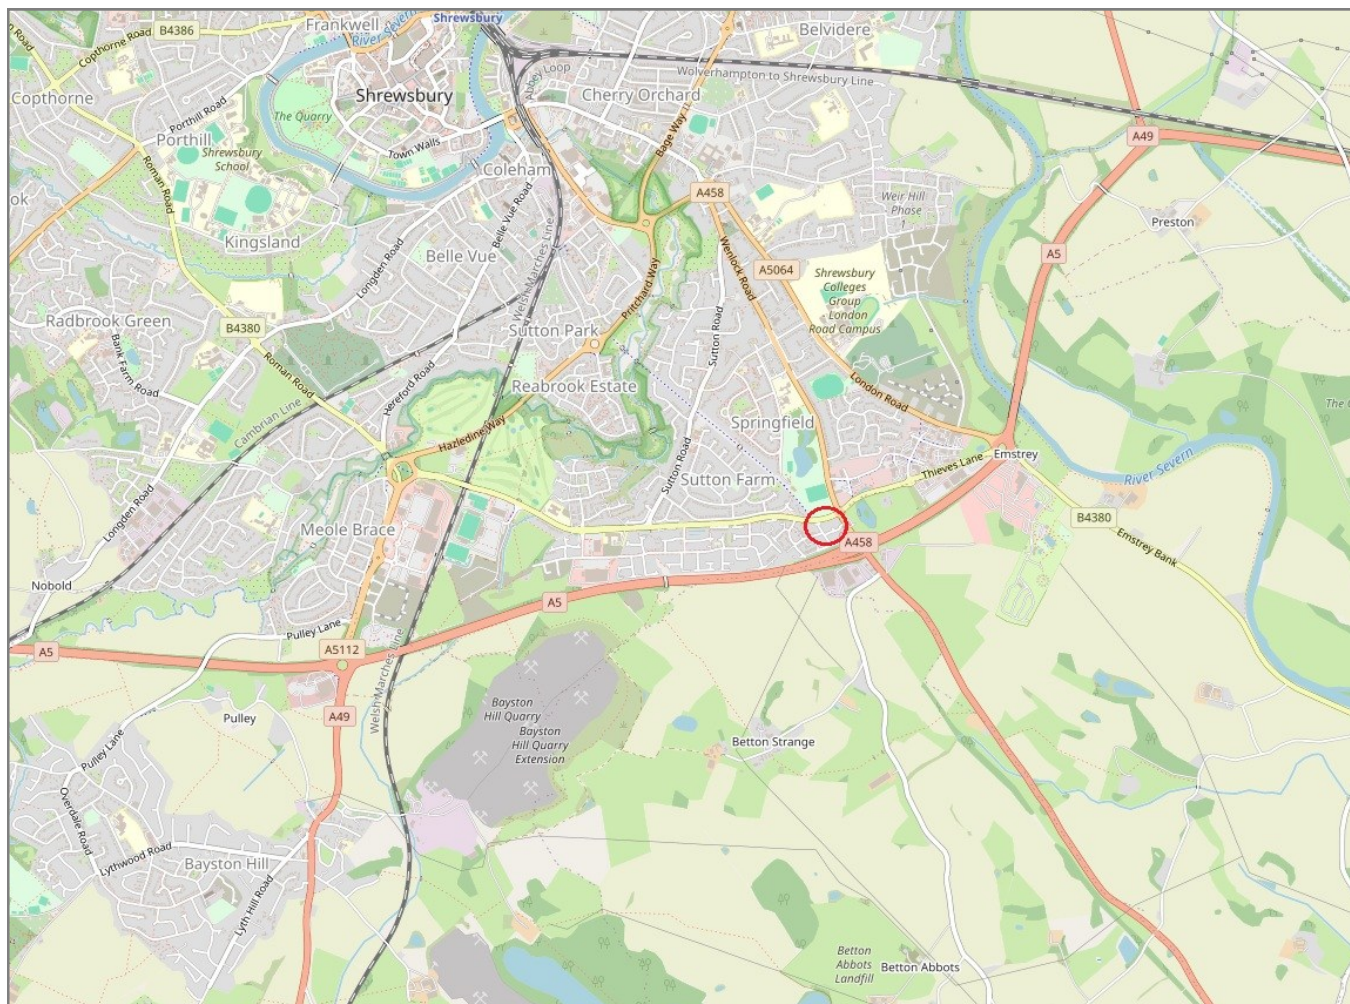 Frankwell
Shrewsbury
River Severn
B4386
Copthorne Road
Road
Belvidere
Abbey Loop
Wolverhampton to Shrewsbury Line
Copthorne
Shrewsbury
Cherry Orchard
Porthill Road
The Quarry
Bage Way
A49
Porthill
Town Walls
Shrewsbury
School
Coleham
Roman Road
A458
Weir Hill
Phase
1
ok
Preston
Kingsland
Belle Vue Road
Belle Vue
Longden Road
Welsh Marches Line
Wenlock Road
A5
A5064
Shrewsbury
Colleges
Group
London
Road Campus
Pritchard Way
Radbrook Green
B4380
Sutton Park
Sutton Road
Bank Farm Road
Roman Road
Hereford Road
Reabrook Estate
London Road
The
Cambrian Line
Hazledine Way
Springfield
Emstrey
Thieves Lane
River Severn
Sutton Road
Sutton Farm
Longden Road
Meole Brace
B4380
Emstrey Bank
A458
Nobold
A5
Pulley Lane
A5
A5112
Welsh Marches Line
A49
Pulley
Bayston
Hill Quarry
Bayston
Hill Quarry
Extension
Betton Strange
Pulley Lane
Overdale Road
Lythwood Road
Bayston Hill
Lyth Hill Road
Betton
Abbots
Landfill
Betton Abbots